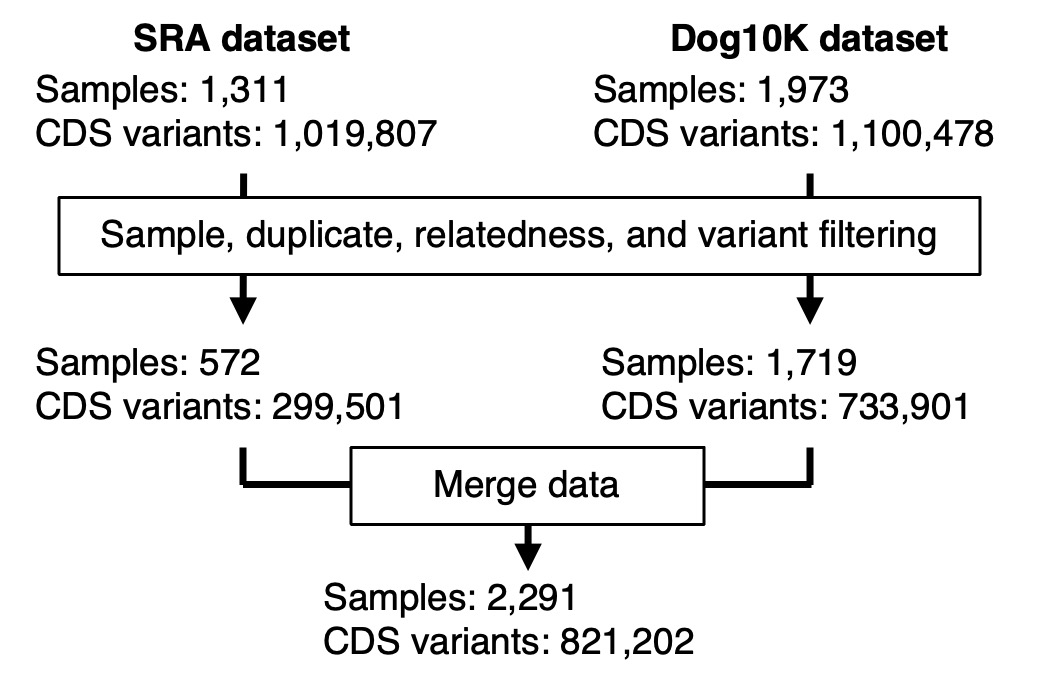 SRA dataset
Samples: 1,311
CDS variants: 1,019,807
Dog10K dataset
Samples: 1,973
CDS variants: 1,100,478
Sample, duplicate, relatedness, and variant filtering
Samples: 572
CDS variants: 299,501
Samples: 1,719
CDS variants: 733,901
Merge data
Samples: 2,291
CDS variants: 821,202